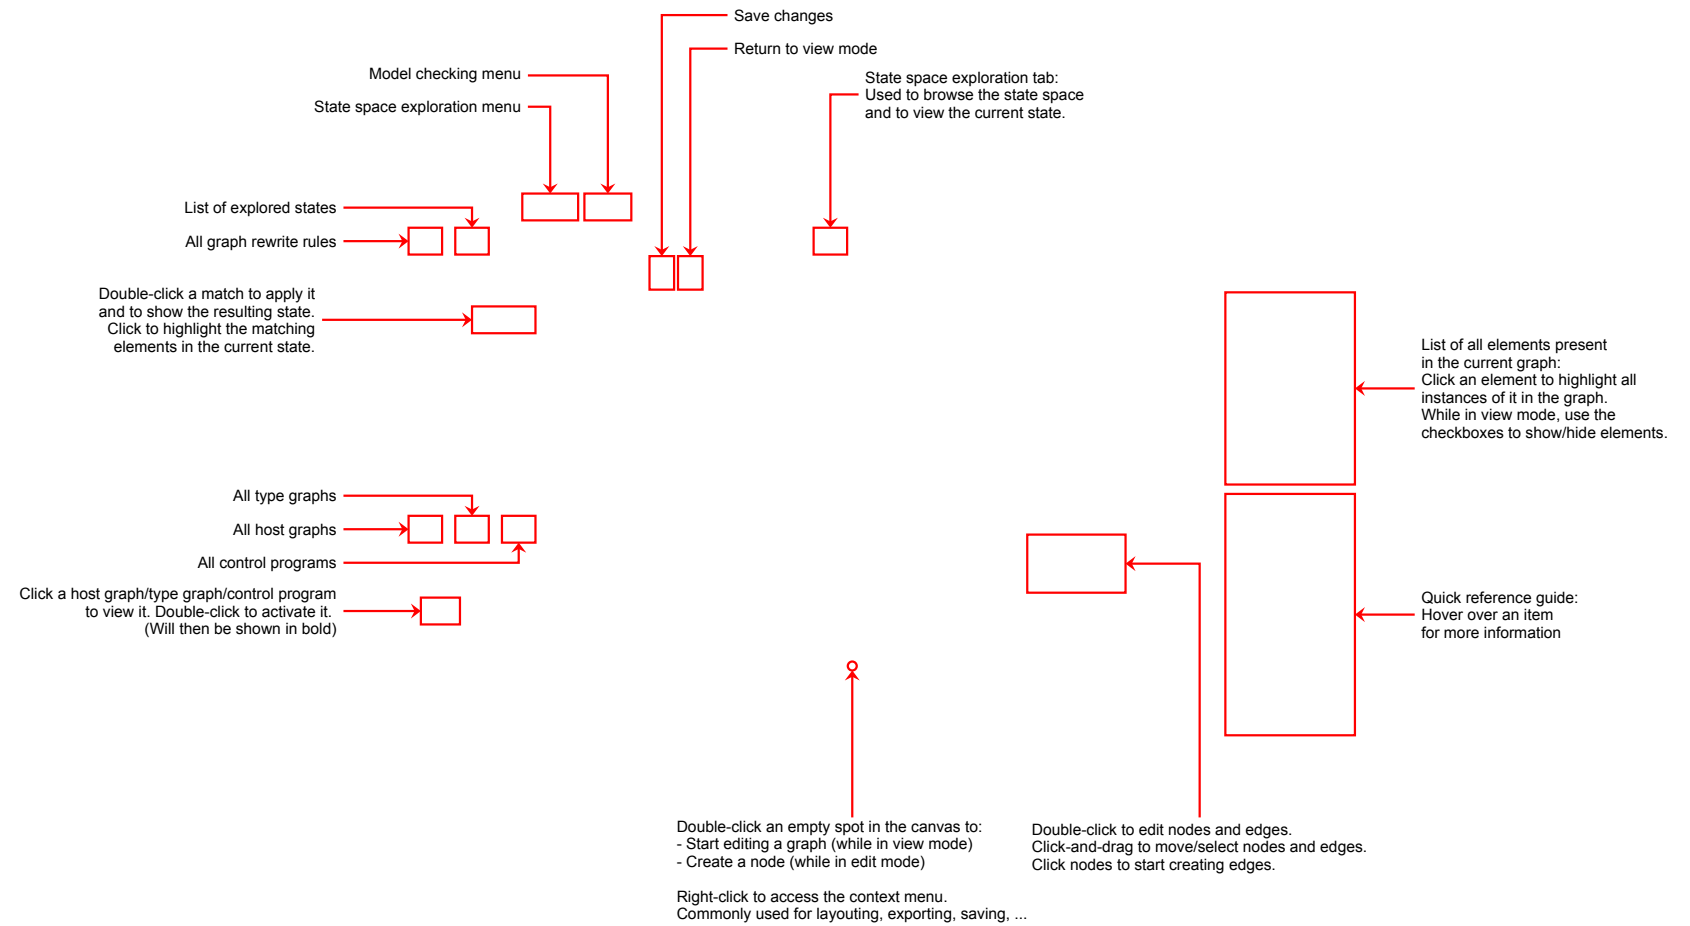 Save changes
Return to view mode
Model checking menu
State space exploration menu
State space exploration tab:
Used to browse the state space
and to view the current state.
List of explored states
All graph rewrite rules
Double-click a match to apply it
and to show the resulting state.
Click to highlight the matching
elements in the current state.
List of all elements present
in the current graph:
Click an element to highlight all
instances of it in the graph.
While in view mode, use the
checkboxes to show/hide elements.
All type graphs
All host graphs
All control programs
Click a host graph/type graph/control program
to view it. Double-click to activate it.
(Will then be shown in bold)
Quick reference guide:
Hover over an item
for more information
Double-click an empty spot in the canvas to:
- Start editing a graph (while in view mode)
- Create a node (while in edit mode)
Right-click to access the context menu.
Commonly used for layouting, exporting, saving, ...
Double-click to edit nodes and edges.
Click-and-drag to move/select nodes and edges.
Click nodes to start creating edges.